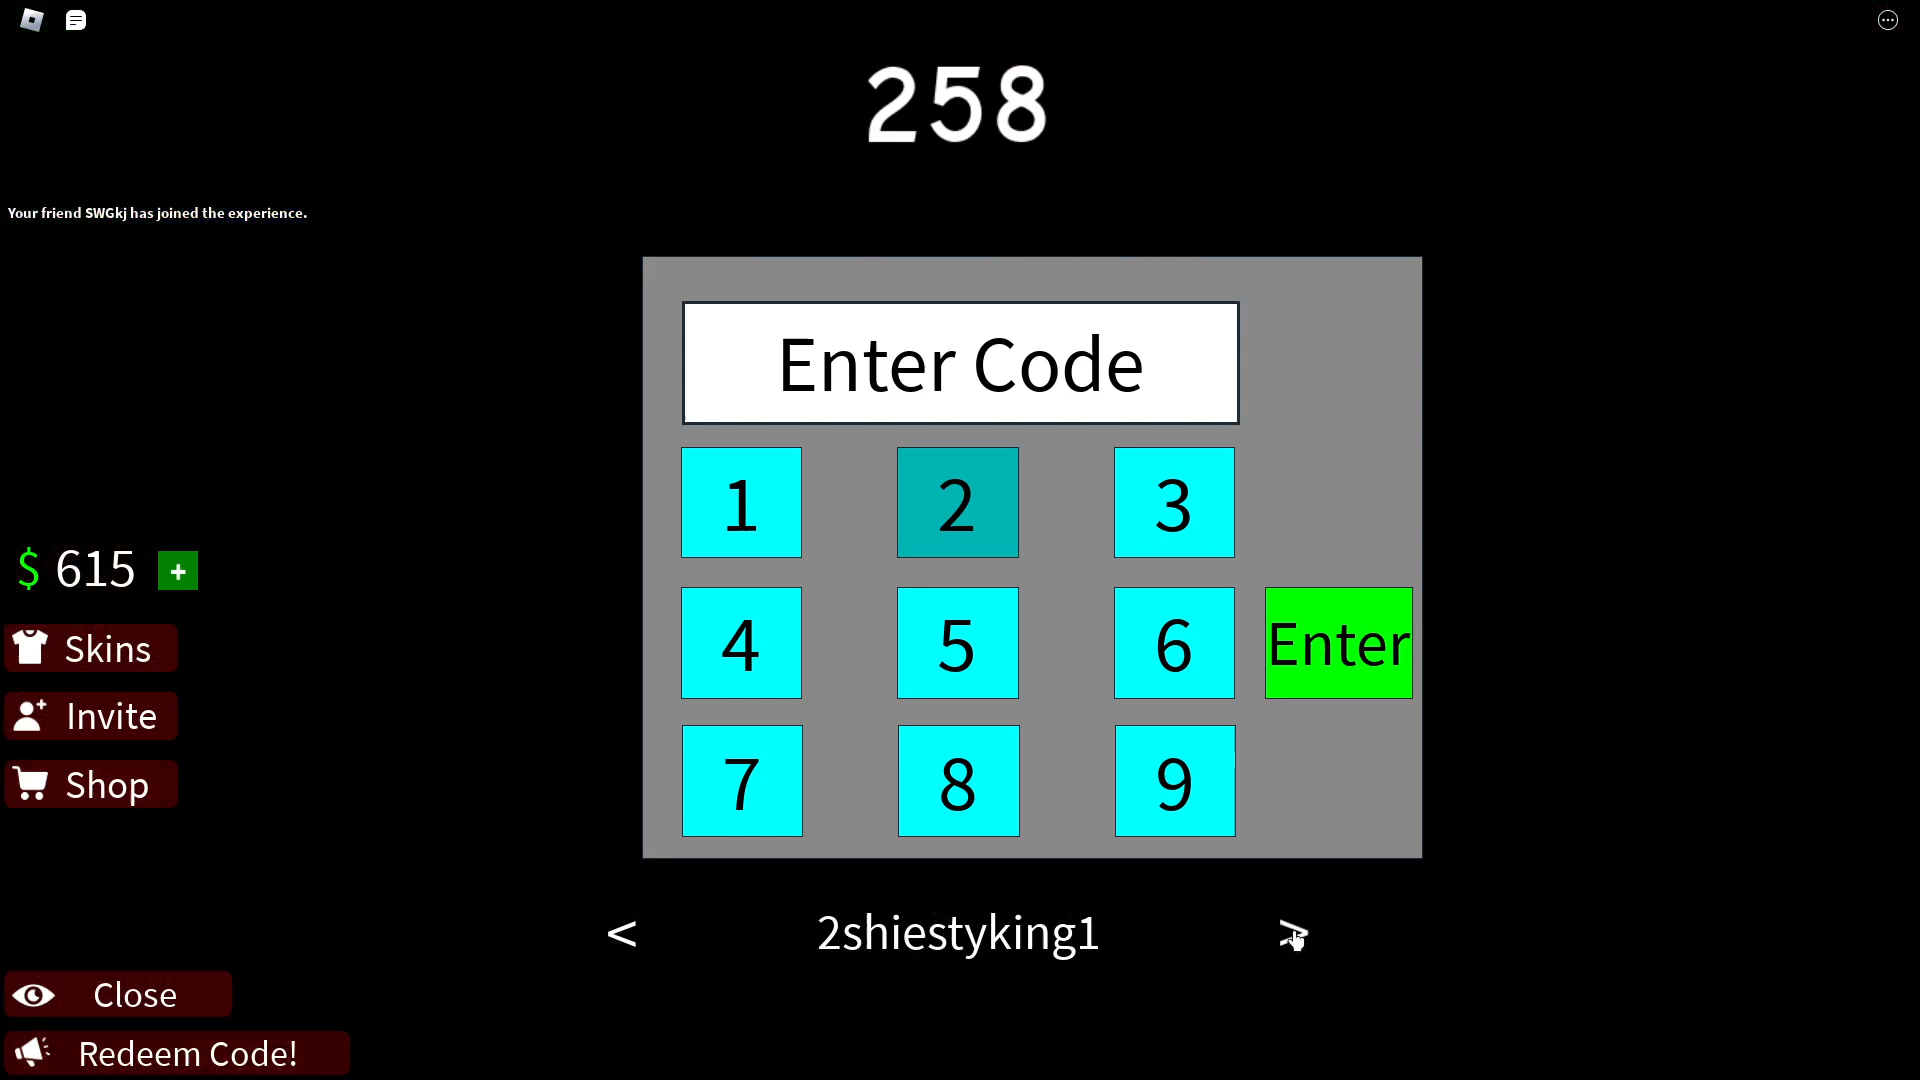 258
Your friend SWGkj has joined the experience.
Enter Code
1 2 3
4 5 6 Enter
7 8 9
$ 615 +
Skins
Invite
Shop
< 2shiestyking1 >
Close
Redeem Code!